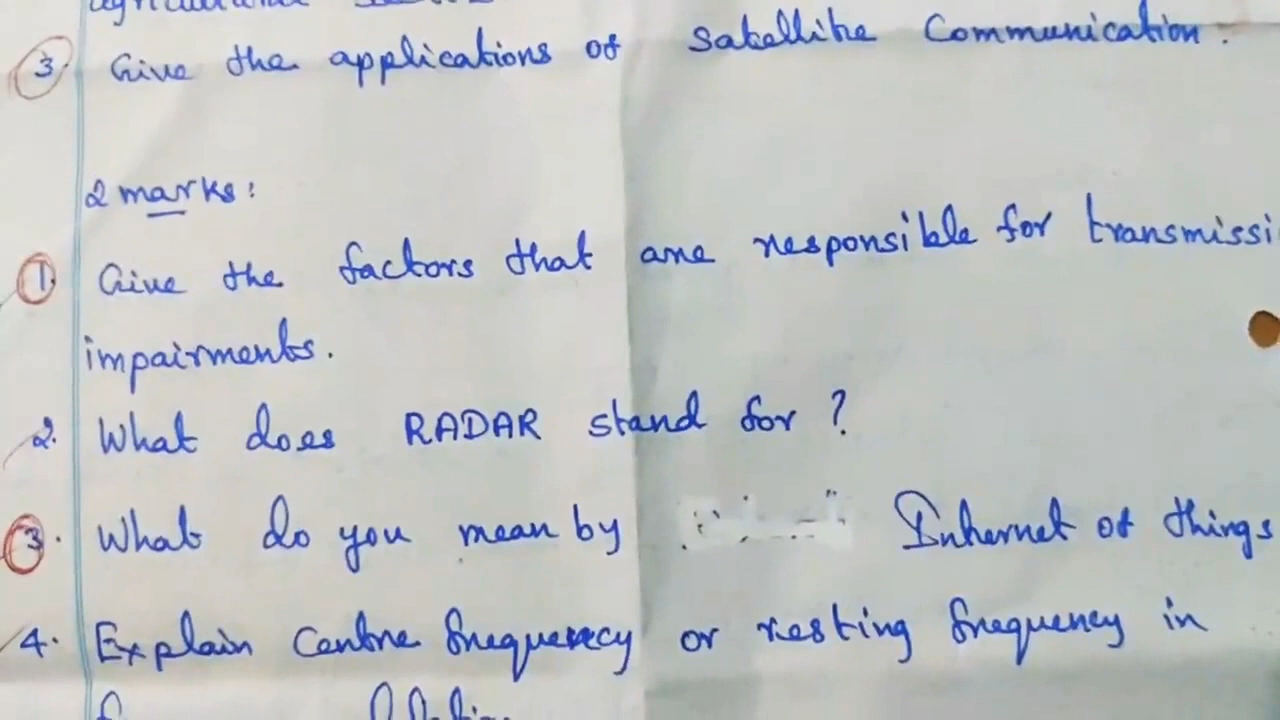 3 Give the applications of satellite Communication.
2 marks:
1. Give the factors that are responsible for transmissi
impairments.
2. What does RADAR stand for?
3. What do you mean by Internet of things
4. Explain Centre frequency or resting frequency in